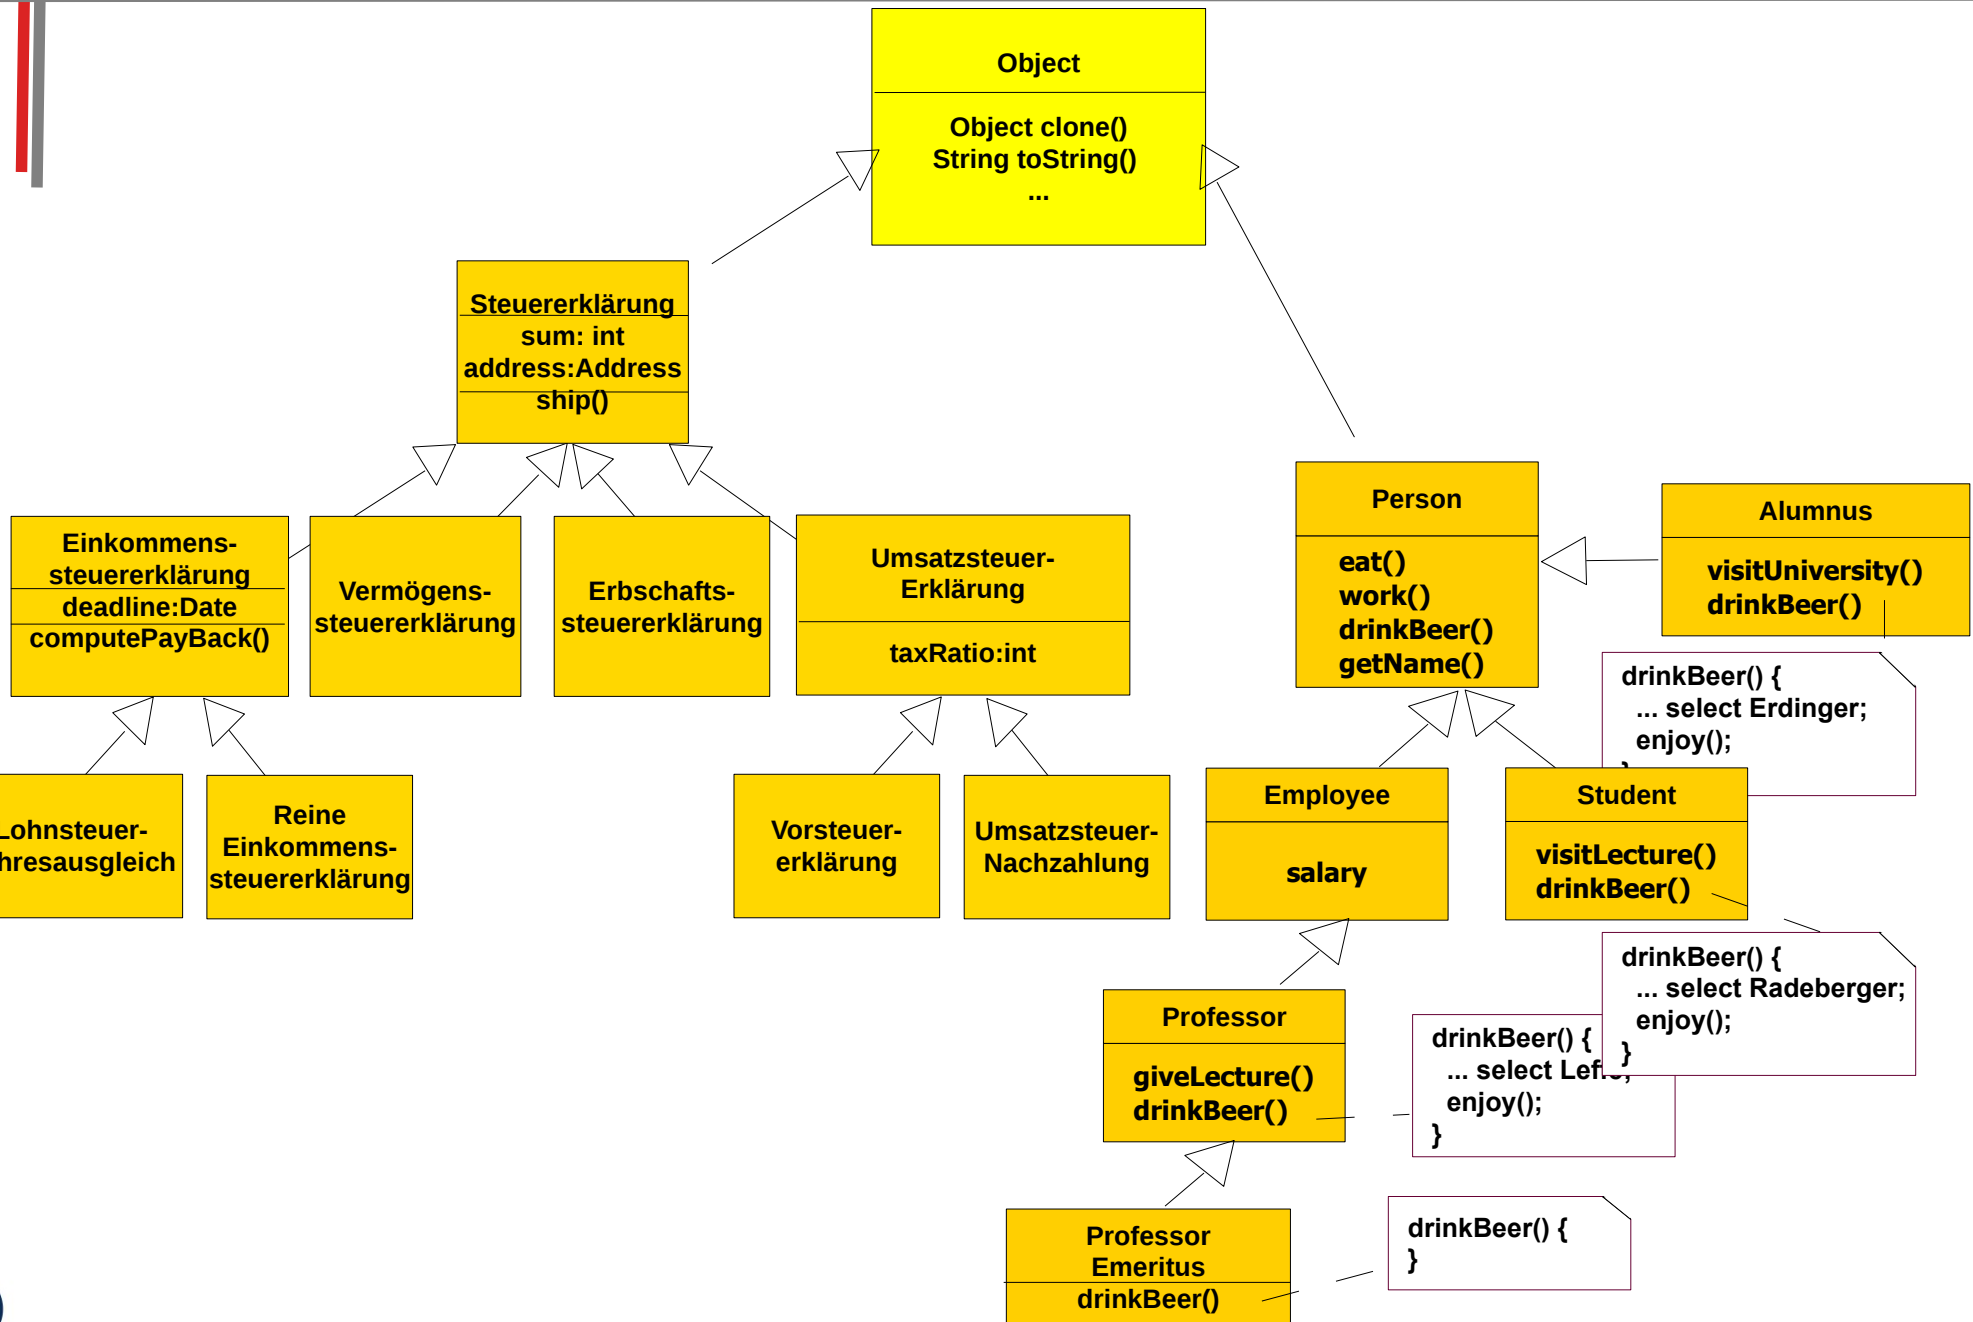 Object
Object clone()
String toString()
...
Steuererklärung
sum: int
address:Address
ship()
Einkommens-
steuererklärung
deadline:Date
computePayBack()
Vermögens-
steuererklärung
Erbschafts-
steuererklärung
Umsatzsteuer-
Erklärung
taxRatio:int
Person
eat()
work()
drinkBeer()
getName()
Alumnus
visitUniversity()
drinkBeer()
drinkBeer() {
... select Erdinger;
enjoy();
}
Reine
Einkommens-
steuererklärung
Vorsteuer-
erklärung
Umsatzsteuer-
Nachzahlung
Employee
salary
Student
visitLecture()
drinkBeer()
drinkBeer() {
... select Radeberger;
enjoy();
}
Professor
giveLecture()
drinkBeer()
drinkBeer() {
... select
enjoy();
}
Professor
Emeritus
drinkBeer()
drinkBeer() {
}